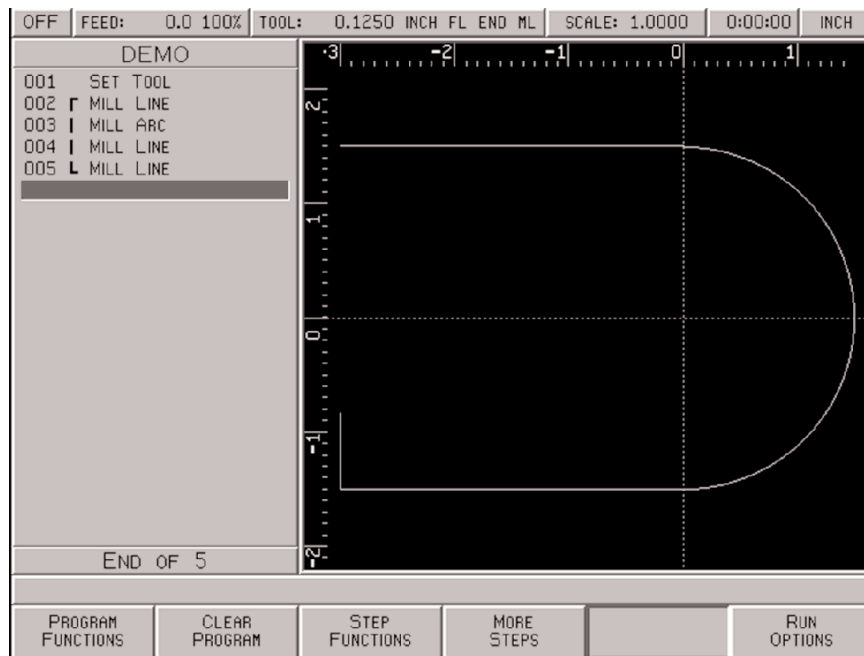 OFF FEED: 0.0 100% TOOL: 0.1250 INCH FL END ML SCALE: 1.0000 0:00:00 INCH
DEMO
001 SET TOOL
002 MILL LINE
003 MILL ARC
004 MILL LINE
005 MILL LINE
END OF 5
-3 -2 -1 0 1
2
1
0
-1
-2
PROGRAM FUNCTIONS
CLEAR PROGRAM
STEP FUNCTIONS
MORE STEPS
RUN OPTIONS